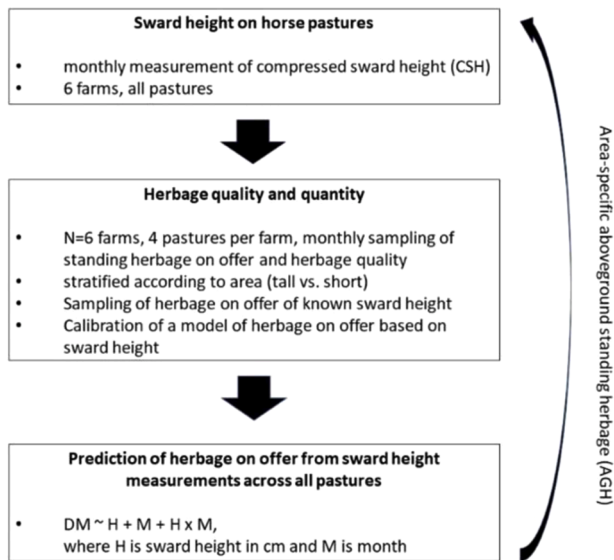 Sward height on horse pastures
• monthly measurement of compressed sward height (CSH)
• 6 farms, all pastures
Herbage quality and quantity
• N=6 farms, 4 pastures per farm, monthly sampling of
standing herbage on offer and herbage quality
• stratified according to area (tall vs. short)
• Sampling of herbage on offer of known sward height
• Calibration of a model of herbage on offer based on
sward height
Prediction of herbage on offer from sward height
measurements across all pastures
• DM ~ H + M + H x M,
where H is sward height in cm and M is month
Area-specific aboveground standing herbage (AGH)